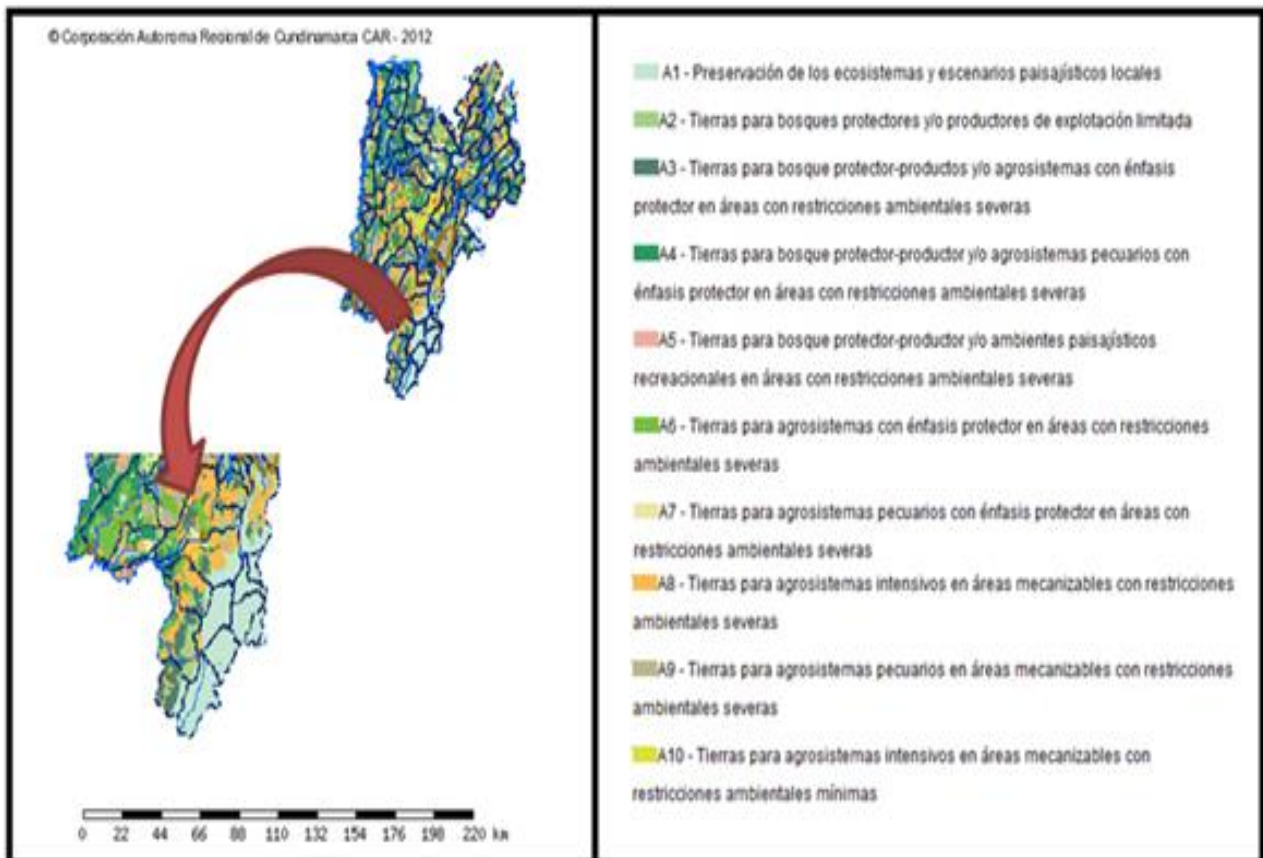 © Corporación Autonoma Regional de Cundinamarca CAR - 2012
0 22 44 66 88 110 132 154 176 198 220 km
A1 - Preservación de los ecosistemas y escenarios paisajísticos locales
A2 - Tierras para bosques protectores y/o productores de explotación limitada
A3 - Tierras para bosque protector-productos y/o agrosistemas con énfasis
protector en áreas con restricciones ambientales severas
A4 - Tierras para bosque protector-productor y/o agrosistemas pecuarios con
énfasis protector en áreas con restricciones ambientales severas
A5 - Tierras para bosque protector-productor y/o ambientes paisajísticos
recreacionales en áreas con restricciones ambientales severas
A6 - Tierras para agrosistemas con énfasis protector en áreas con restricciones
ambientales severas
A7 - Tierras para agrosistemas pecuarios con énfasis protector en áreas con
restricciones ambientales severas
A8 - Tierras para agrosistemas intensivos en áreas mecanizables con restricciones
ambientales severas
A9 - Tierras para agrosistemas pecuarios en áreas mecanizables con restricciones
ambientales severas
A10 - Tierras para agrosistemas intensivos en áreas mecanizables con
restricciones ambientales mínimas